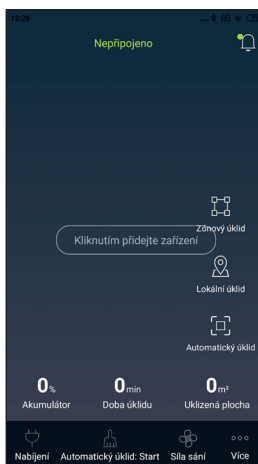 12:26
Nepřipojeno
Zónový úklid
Kliknutím přidejte zařízení
Lokální úklid
Automatický úklid
0% 0min 0m²
Akumulátor Doba úklidu Uklizená plocha
Nabíjení Automatický úklid: Start Síla sání Více